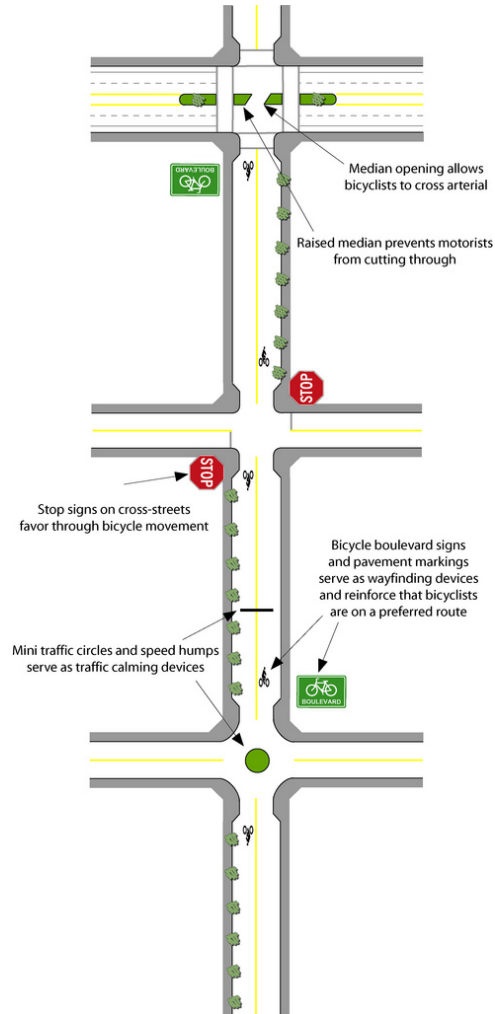 BOULEVARD
Median opening allows
bicyclists to cross arterial
Raised median prevents motorists
from cutting through
STOP
STOP
Stop signs on cross-streets
favor through bicycle movement
Bicycle boulevard signs
and pavement markings
serve as wayfinding devices
and reinforce that bicyclists
are on a preferred route
Mini traffic circles and speed humps
serve as traffic calming devices
BOULEVARD